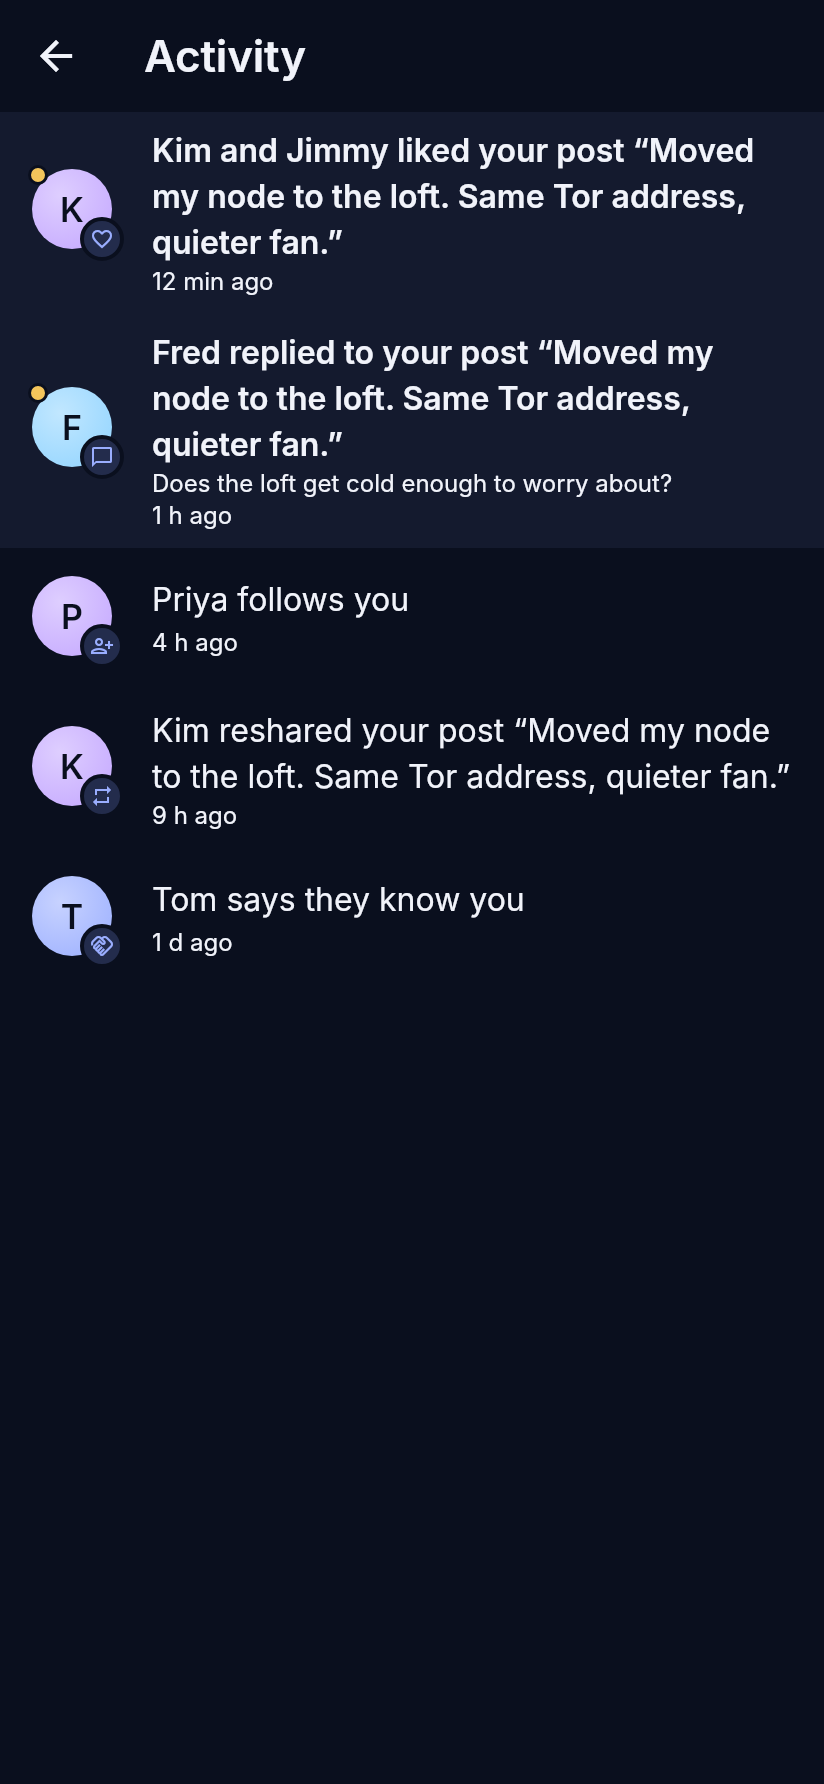 Activity
Kim and Jimmy liked your post “Moved
my node to the loft. Same Tor address,
quieter fan.”
12 min ago
K
Fred replied to your post “Moved my
node to the loft. Same Tor address,
quieter fan.”
Does the loft get cold enough to worry about?
1 h ago
F
Priya follows you
4 h ago
P
Kim reshared your post “Moved my node
to the loft. Same Tor address, quieter fan.”
9 h ago
K
Tom says they know you
1 d ago
T